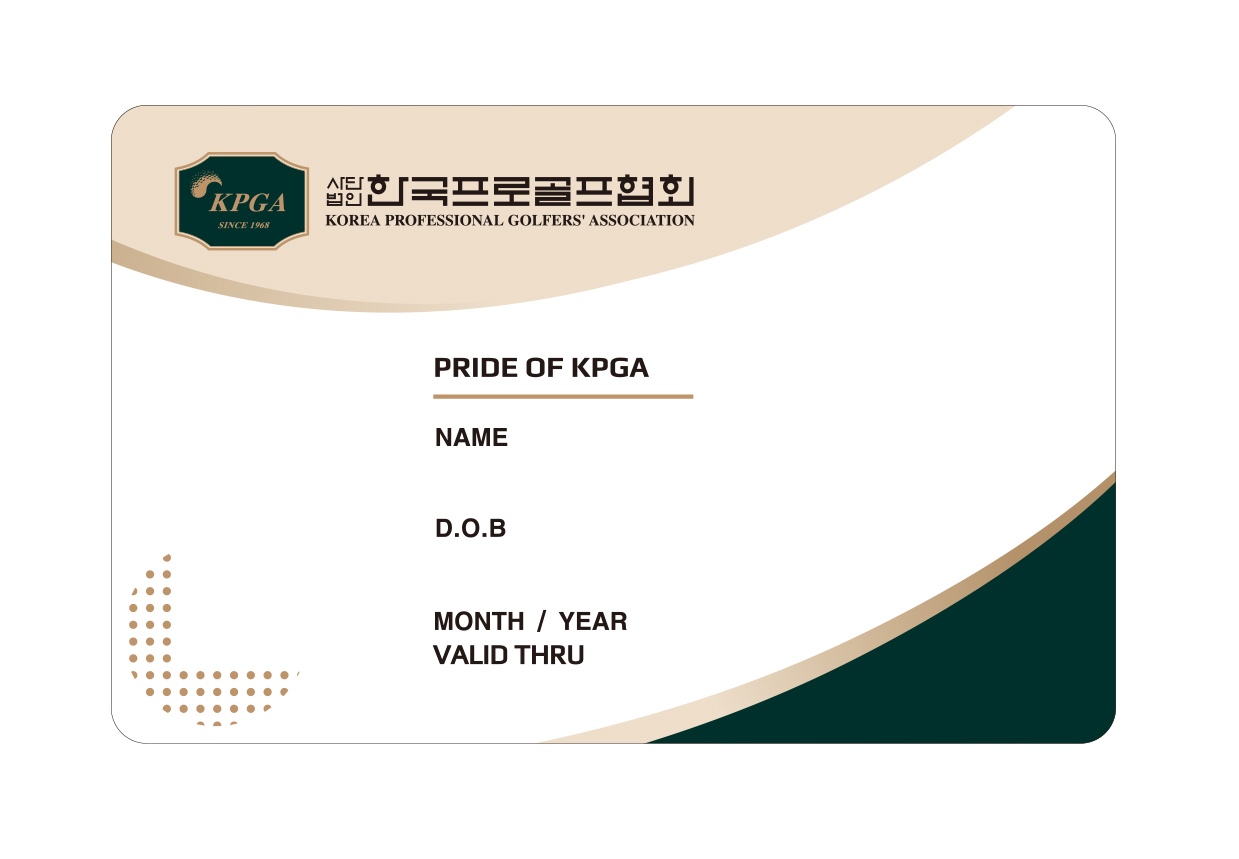 KPGA
SINCE 1968
사단법인 한국프로골프협회
KOREA PROFESSIONAL GOLFERS' ASSOCIATION
PRIDE OF KPGA
NAME
D.O.B
MONTH / YEAR
VALID THRU